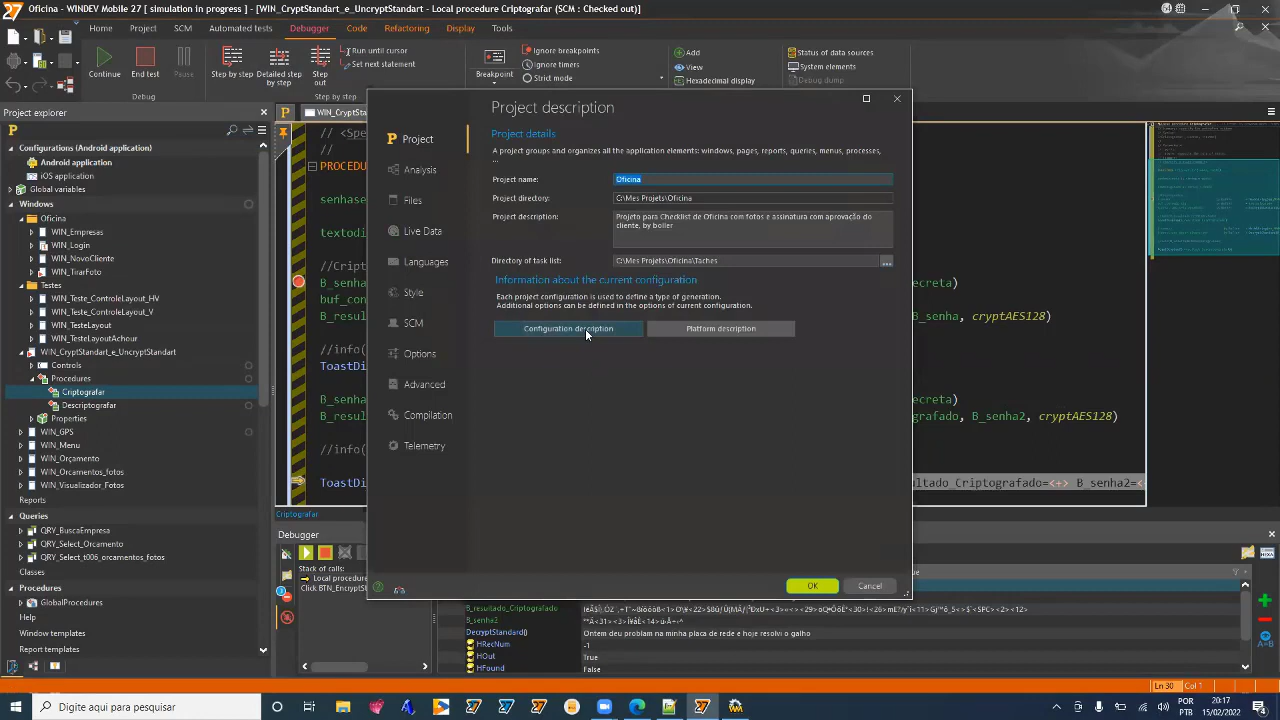 Oficina - WINDEV Mobile 27 [ simulation in progress ] - [WIN_CryptStandart_e_UncryptStandart - Local procedure Criptografar (SCM : Checked out)]
Home
Project
SCM
Automated tests
Debugger
Code
Refactoring
Display
Tools
Continue
End test
Pause
Debug
Step by step
Detailed step by step
Step out
Run until cursor
Set next statement
Step by step
Breakpoint
Ignore breakpoints
Ignore timers
Strict mode
Add
View
Hexadecimal display
Status of data sources
System elements
Debug dump
Project explorer
Configurations (Android application)
Android application
iOS application
Global variables
Windows
Oficina
WIN_Empresas
WIN_Login
WIN_NovoCliente
WIN_TirarFoto
Testes
WIN_Teste_ControleLayout_HV
WIN_Teste_ControleLayout_V
WIN_TesteLayout
WIN_TesteLayoutAchour
WIN_CryptStandart_e_UncryptStandart
Controls
Procedures
Criptografar
Descriptografar
Properties
WIN_GPS
WIN_Menu
WIN_Orçamento
WIN_Orcamentos_fotos
WIN_Visualizador_Fotos
Reports
Queries
QRY_BuscaEmpresa
QRY_Select_Orcamento
QRY_Select_t006_orcamentos_fotos
Classes
Procedures
GlobalProcedures
Help
Window templates
Report templates
WIN_CryptStan
// <Spe
//
PROCEDU
senhase
textodi
//Crip
B_senha
buf_con
B_resul
//info(
ToastDi
B_senha
B_resul
//info(
ToastDi
creta)
B_senha, cryptAES128)
creta)
grafado, B_senha2, cryptAES128)
sultado_Criptografado=<+> B_senha2=<
Project description
Project
Analysis
Files
Live Data
Languages
Style
SCM
Options
Advanced
Compilation
Telemetry
Project details
A project groups and organizes all the application elements: windows, pages, reports, queries, menus, processes,
...
Project name:
Oficina
Project directory:
C:\Mes Projets\Oficina
Project description:
Projeto para Checklist de Oficina com Fotos e assinatura com aprovação do
cliente, by boller
Directory of task list:
C:\Mes Projets\Oficina\Taches
Information about the current configuration
Each project configuration is used to define a type of generation.
Additional options can be defined in the options of current configuration.
Configuration description
Platform description
OK
Cancel
Criptografar
Debugger
Stack of calls:
Local procedure
Click BTN_EncryptS
B_resultado_Criptografado
B_senha2
DecryptStandard()
Ontem deu problam na minha placa de rede e hoje resolvi o galho
HRecNum
-1
HOut
True
HFound
False
Ln 30
Col 1
Digite aqui para pesquisar
POR
PTB
20:17
15/02/2022